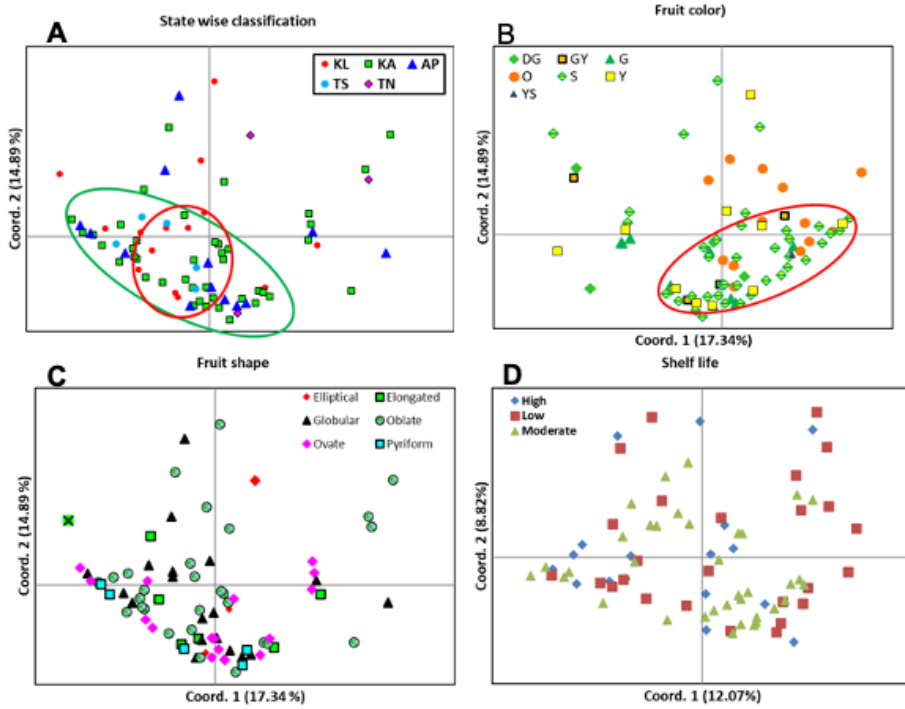 A
State wise classification
KL KA AP
TS TN
Coord. 2 (14.89 %)
B
Fruit color)
DG GY G
O S Y
YS
Coord. 2 (14.89 %)
Coord. 1 (17.34%)
C
Fruit shape
Elliptical Elongated
Globular Oblate
Ovate Pyriform
Coord. 2 (14.89 %)
Coord. 1 (17.34 %)
D
Shelf life
High
Low
Moderate
Coord. 2 (8.82%)
Coord. 1 (12.07%)